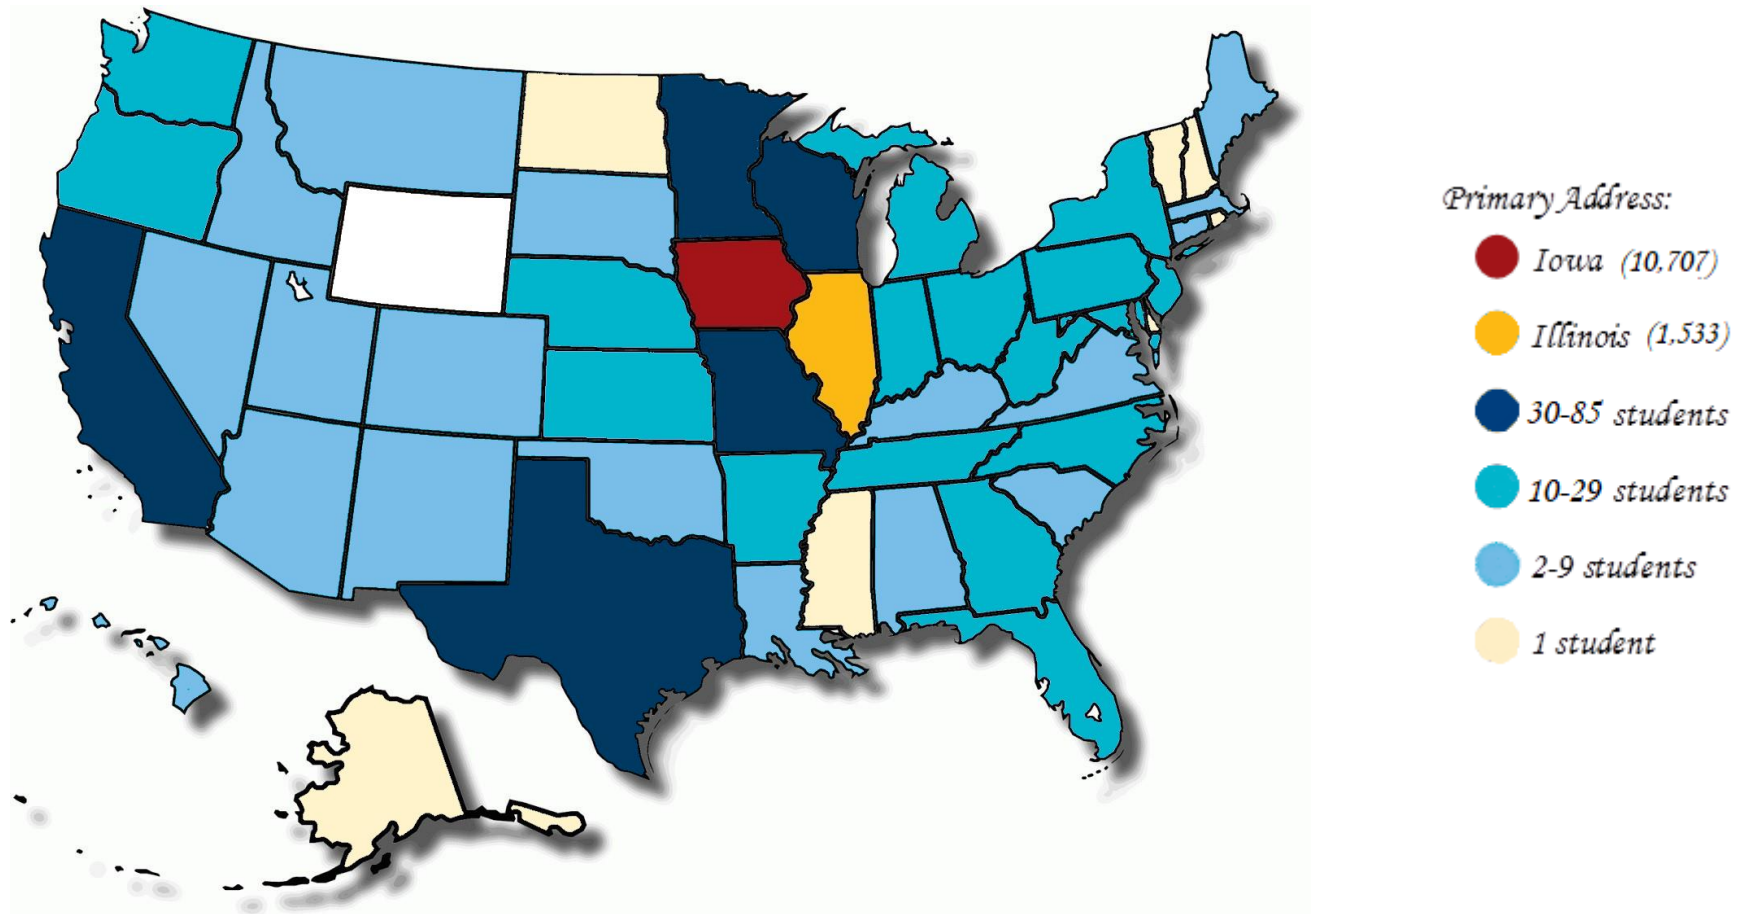 Primary Address:
Iowa (10,707)
Illinois (1,533)
30-85 students
10-29 students
2-9 students
1 student